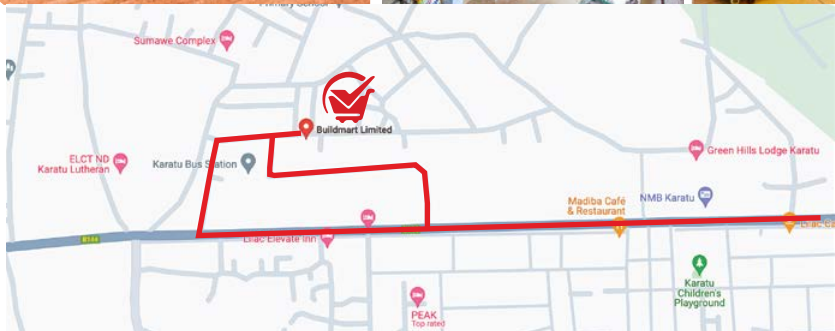 Primary School
Sumawe Complex
Buildmart Limited
ELCT ND
Karatu Lutheran
Karatu Bus Station
Green Hills Lodge Karatu
Madiba Café
& Restaurant
NMB Karatu
B144
Lilac Elevate Inn
Lilac
Karatu
Children's
Playground
PEAK
Top rated